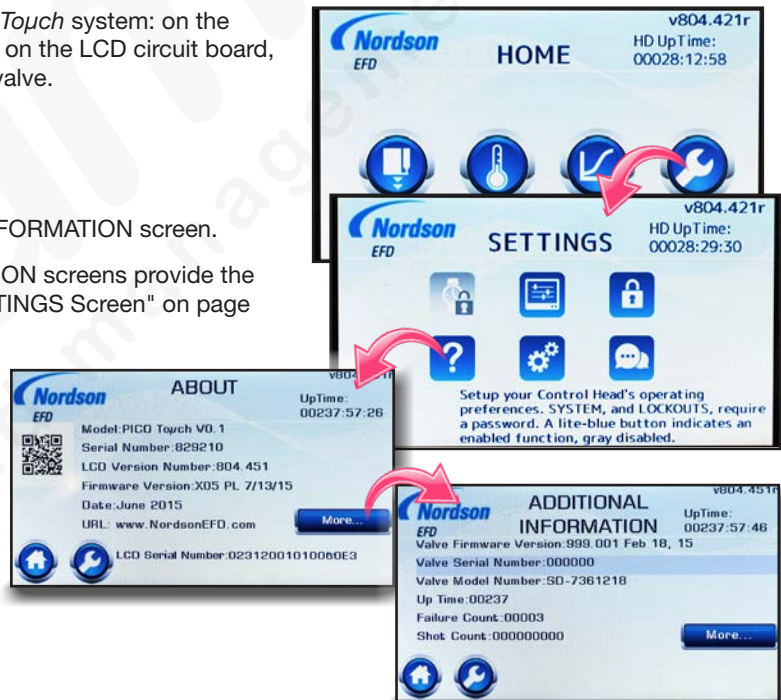 Touch system: on the
on the LCD circuit board,
valve.
FORMATION screen.
ON screens provide the
TINGS Screen" on page
v804.421r
Nordson
EFD
HOME
HD UpTime:
00028:12:58
v804.421r
Nordson
EFD
SETTINGS
HD UpTime:
00028:29:30
Setup your Control Head's operating
preferences. SYSTEM, and LOCKOUTS, require
a password. A lite-blue button indicates an
enabled function, gray disabled.
Nordson
EFD
ABOUT
UpTime:
00237:57:26
Model:PICO Touch V0.1
Serial Number:829210
LCD Version Number:804.451
Firmware Version:X05 PL 7/13/15
Date:June 2015
URL: www.NordsonEFD.com
More...
LCD Serial Number:02312001010060E3
v804.451r
Nordson
EFD
ADDITIONAL
INFORMATION
UpTime:
00237:57:46
Valve Firmware Version:999.001 Feb 18, 15
Valve Serial Number:000000
Valve Model Number:SD-7361218
Up Time:00237
Failure Count:00003
Shot Count:000000000
More...